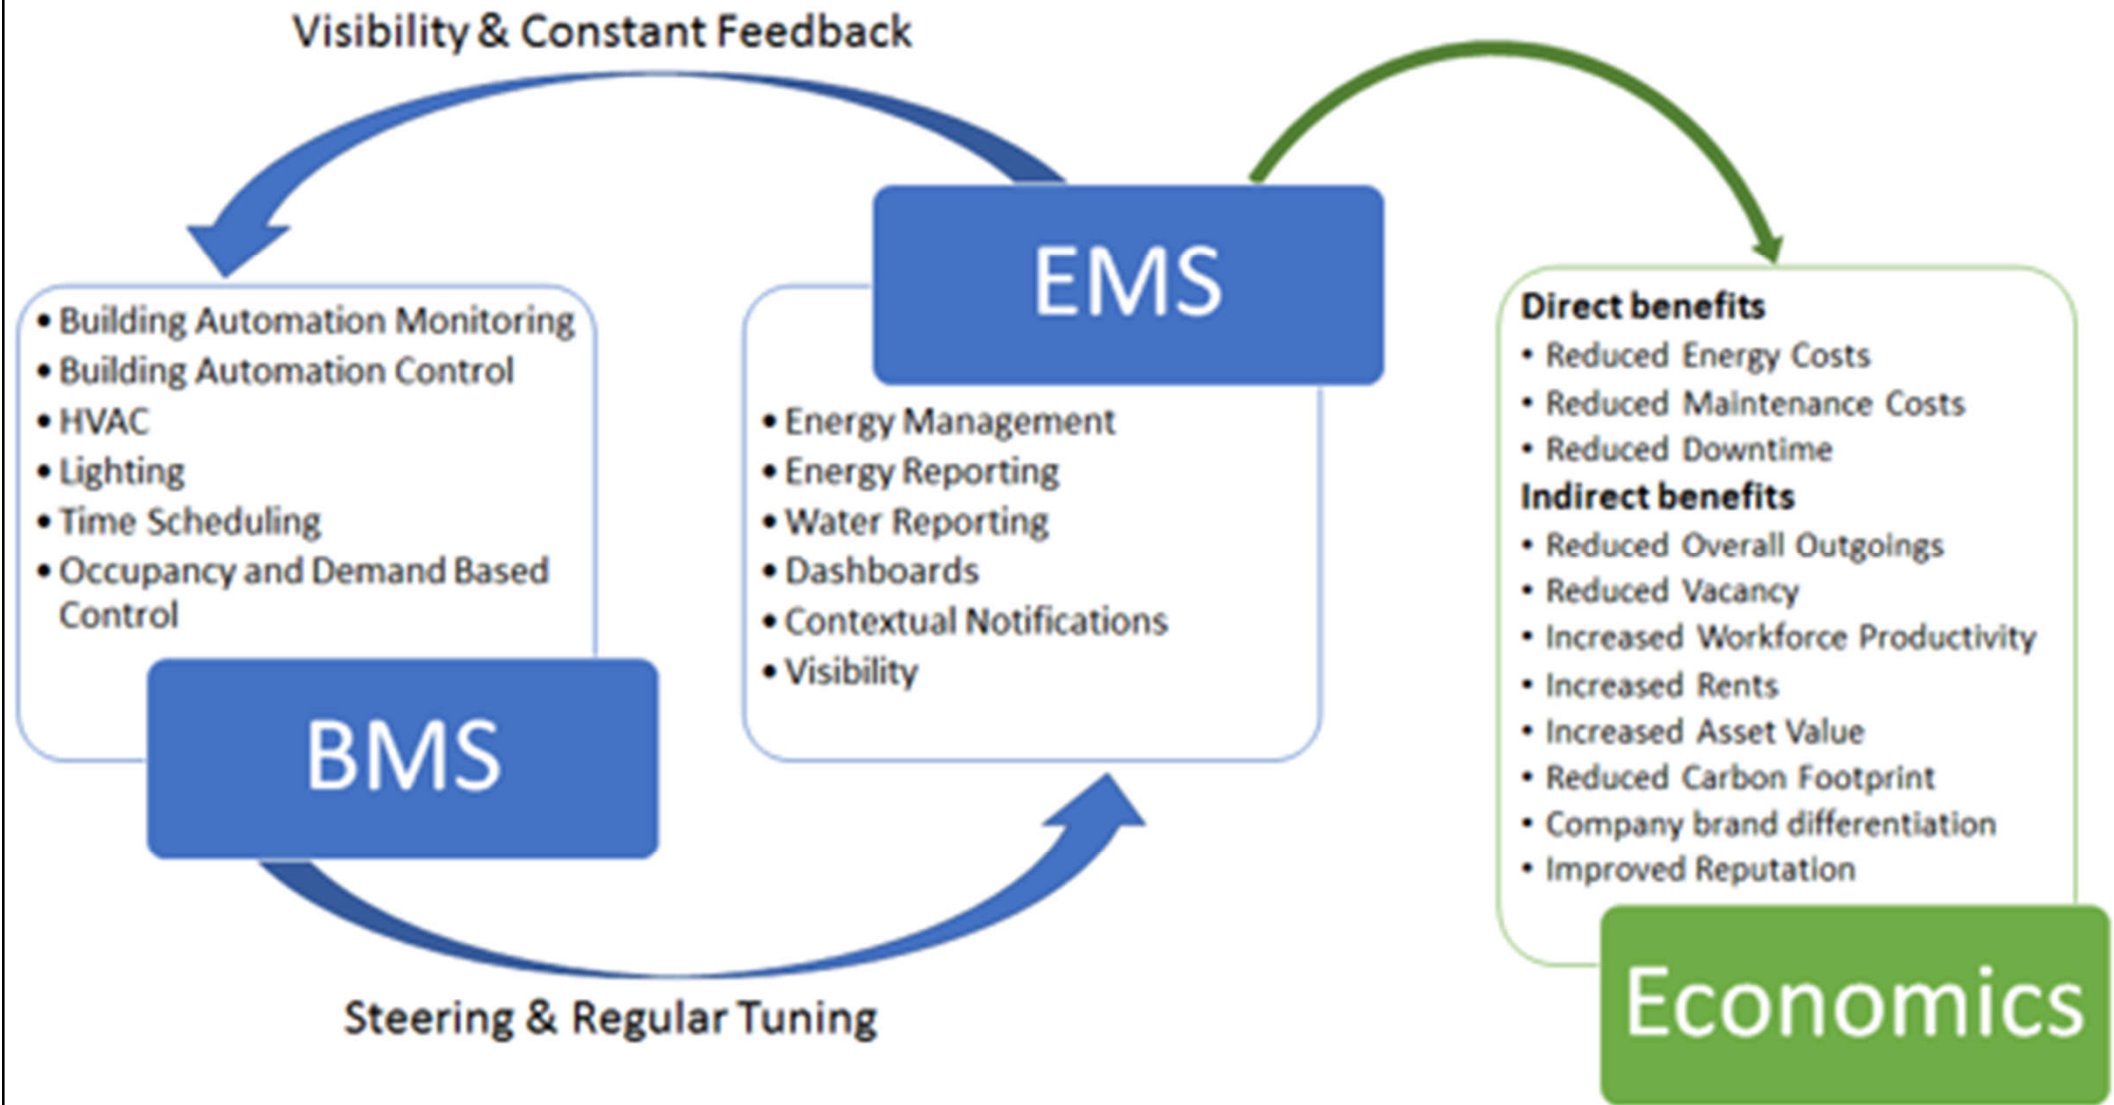 Visibility & Constant Feedback
• Building Automation Monitoring
• Building Automation Control
• HVAC
• Lighting
• Time Scheduling
• Occupancy and Demand Based
Control
BMS
EMS
• Energy Management
• Energy Reporting
• Water Reporting
• Dashboards
• Contextual Notifications
• Visibility
Steering & Regular Tuning
Direct benefits
• Reduced Energy Costs
• Reduced Maintenance Costs
• Reduced Downtime
Indirect benefits
• Reduced Overall Outgoings
• Reduced Vacancy
• Increased Workforce Productivity
• Increased Rents
• Increased Asset Value
• Reduced Carbon Footprint
• Company brand differentiation
• Improved Reputation
Economics